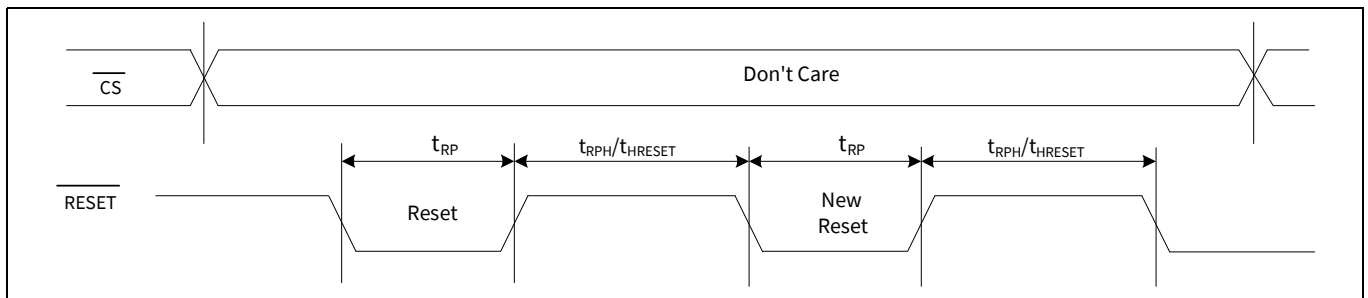 CS
Don't Care
tRP
tRPH/tHRESET
tRP
tRPH/tHRESET
RESET
Reset
New
Reset